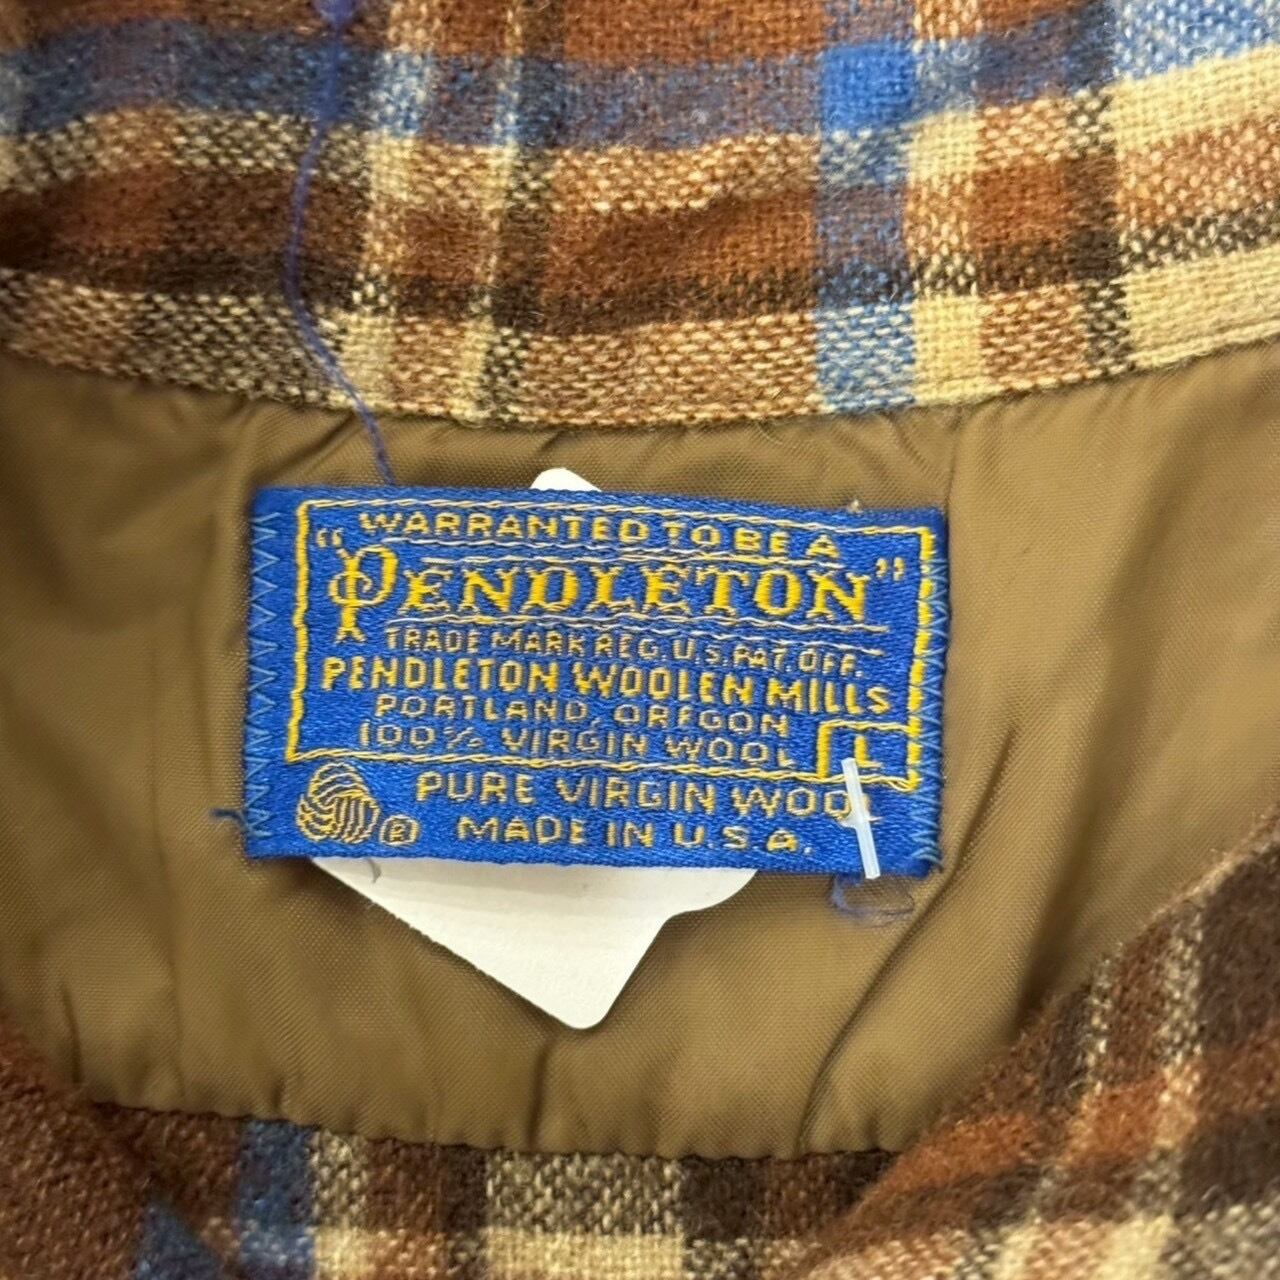 WARRANTED TO BE A
"PENDLETON"
TRADE MARK REG. U.S. PAT. OFF.
PENDLETON WOOLEN MILLS
PORTLAND, OREGON
100% VIRGIN WOOL L
PURE VIRGIN WOOL
® MADE IN U.S.A.